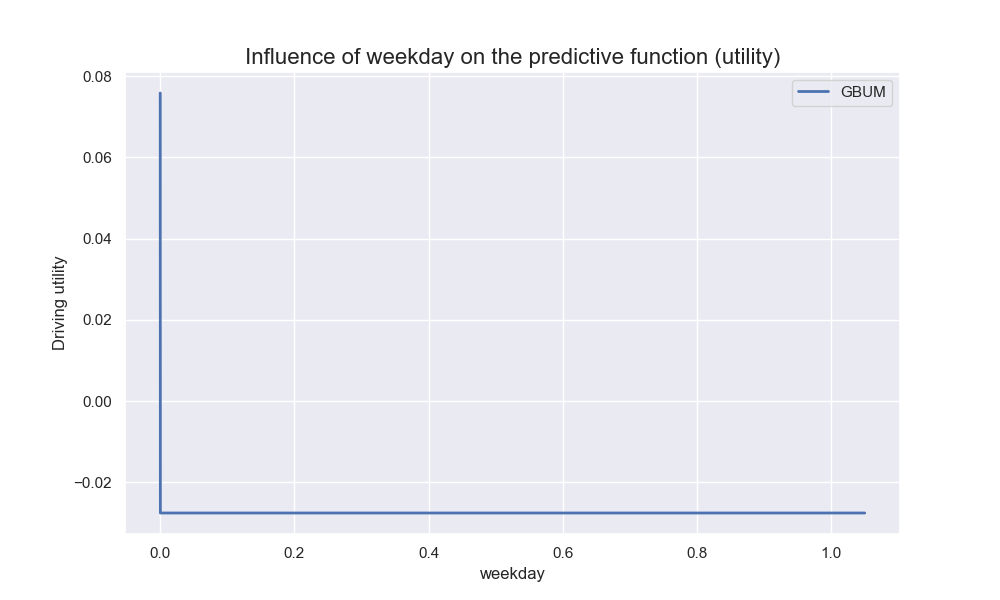 Influence of weekday on the predictive function (utility)
GBUM
0.08
0.06
0.04
0.02
0.00
−0.02
Driving utility
0.0 0.2 0.4 0.6 0.8 1.0
weekday